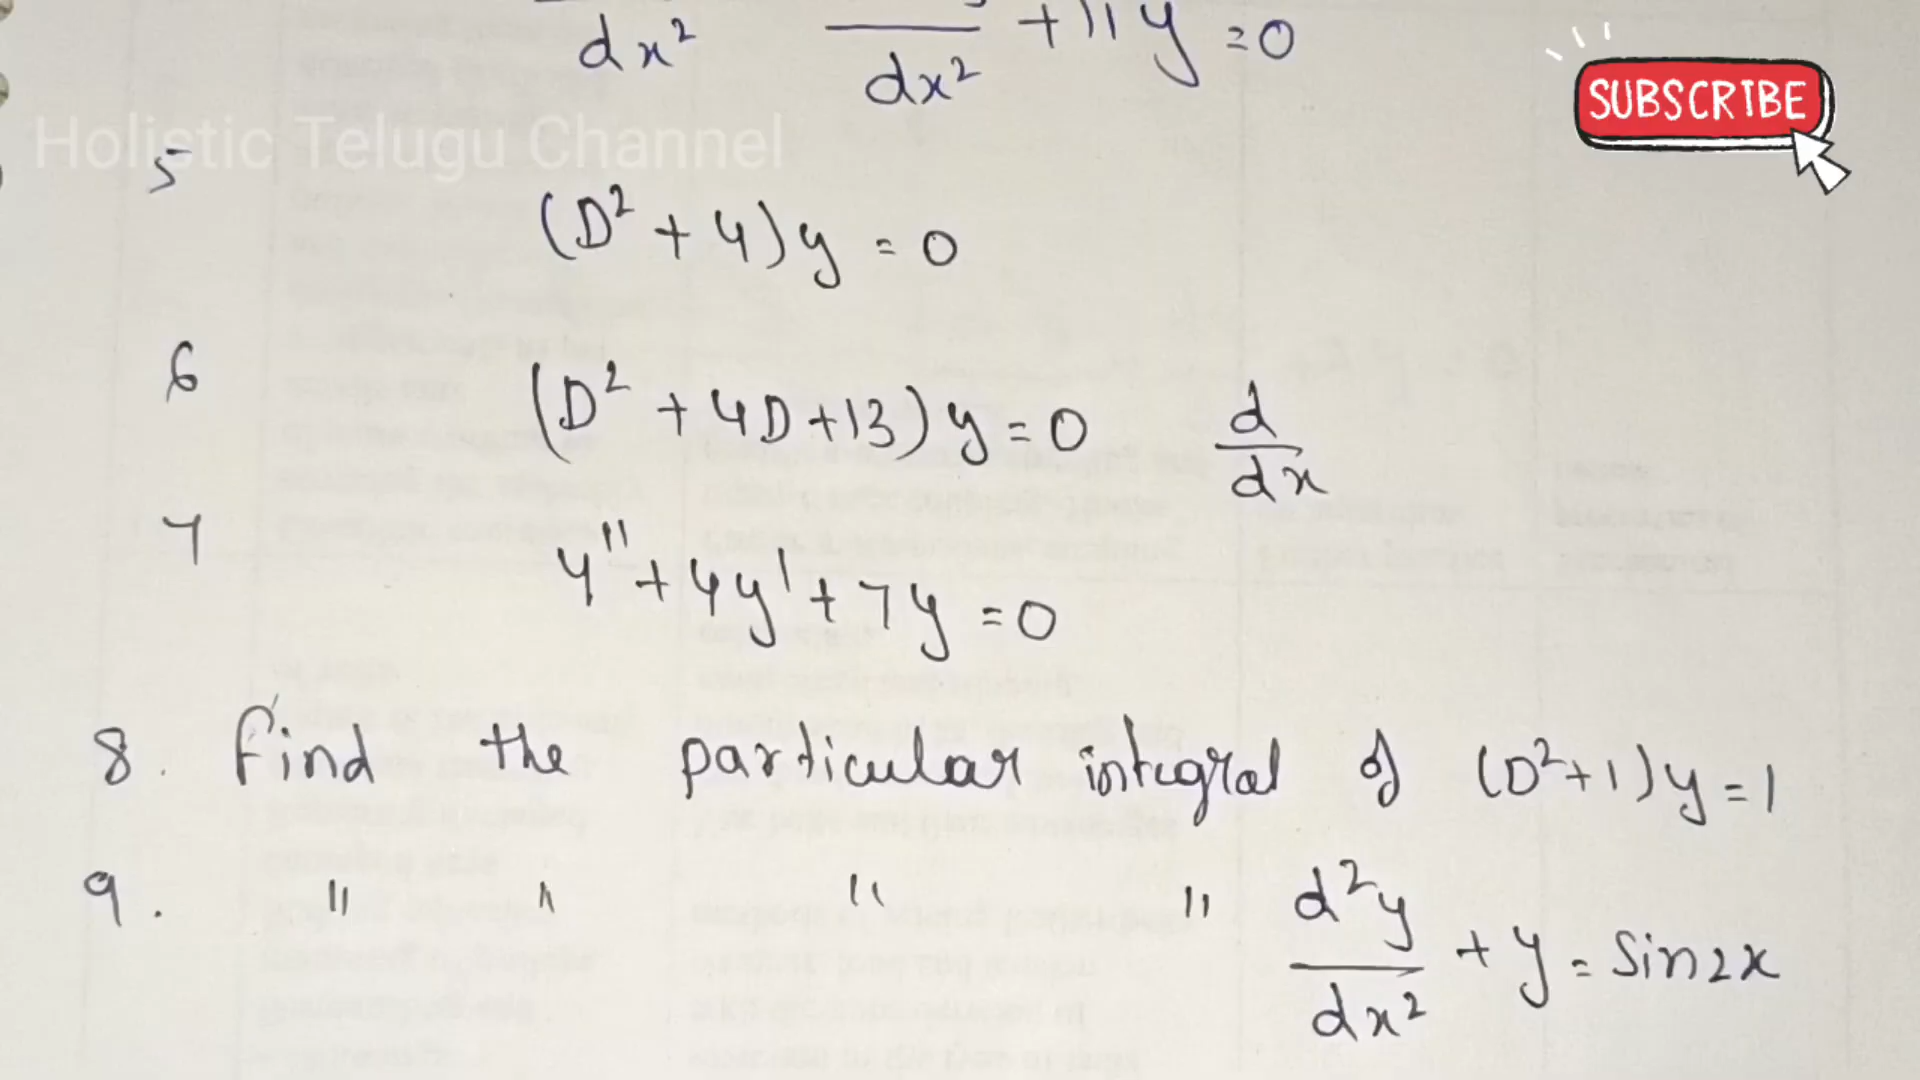 dx² dx² +11y =0
SUBSCRIBE
Holistic Telugu Channel
5 (D²+4)y = 0
6 (D²+4D+13)y=0 d/dx
7 y"+4y'+7y=0
8. Find the particular integral of (D²+1)y=1
9. " " " " d²y/dx² + y = Sin2x